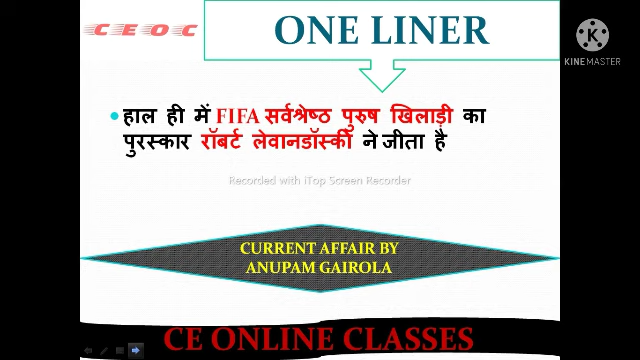 CEOC
ONE LINER
KINEMASTER
•हाल ही में FIFA सर्वश्रेष्ठ पुरुष खिलाड़ी का
पुरस्कार रॉबर्ट लेवानडॉस्की ने जीता है
Recorded with iTop Screen Recorder
CURRENT AFFAIR BY
ANUPAM GAIROLA
CE ONLINE CLASSES